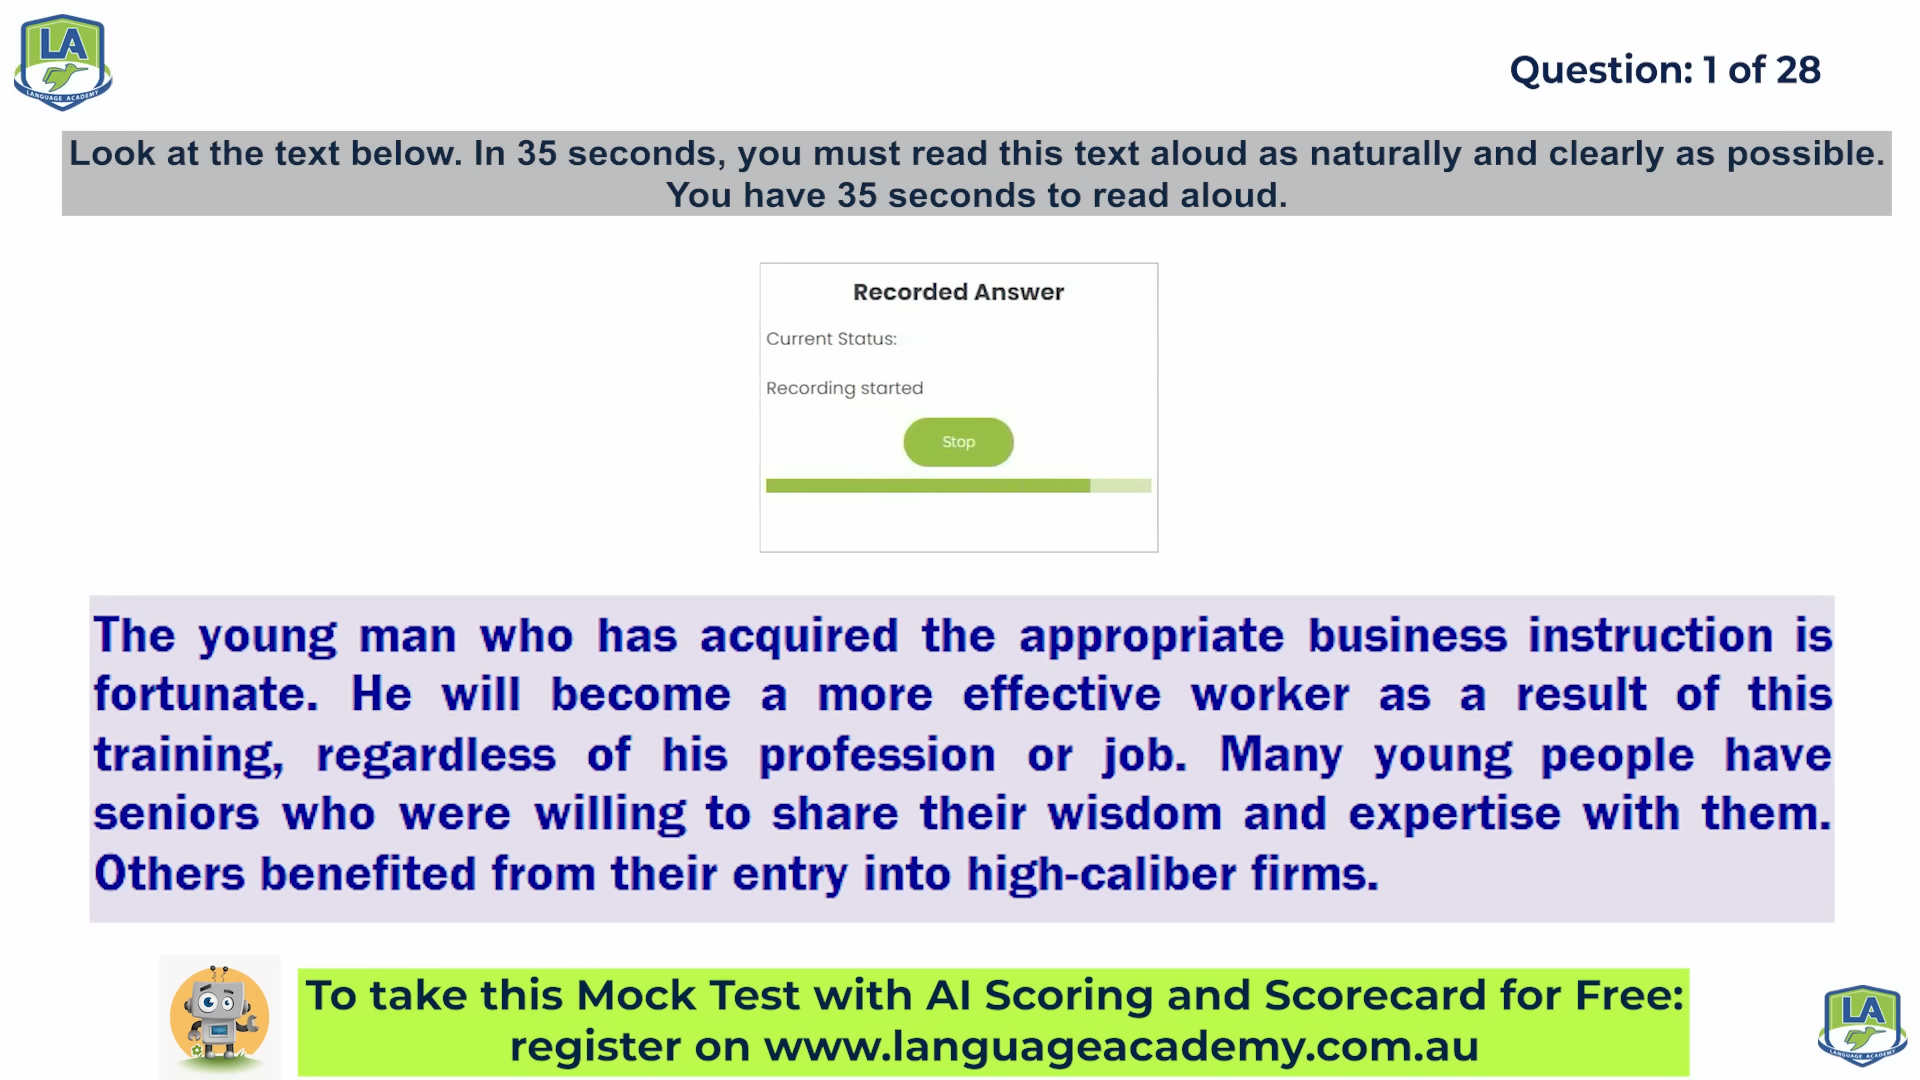 LA
LANGUAGE ACADEMY
Question: 1 of 28
Look at the text below. In 35 seconds, you must read this text aloud as naturally and clearly as possible.
You have 35 seconds to read aloud.
Recorded Answer
Current Status:
Recording started
Stop
The young man who has acquired the appropriate business instruction is
fortunate. He will become a more effective worker as a result of this
training, regardless of his profession or job. Many young people have
seniors who were willing to share their wisdom and expertise with them.
Others benefited from their entry into high-caliber firms.
To take this Mock Test with AI Scoring and Scorecard for Free:
register on www.languageacademy.com.au
LA
LANGUAGE ACADEMY